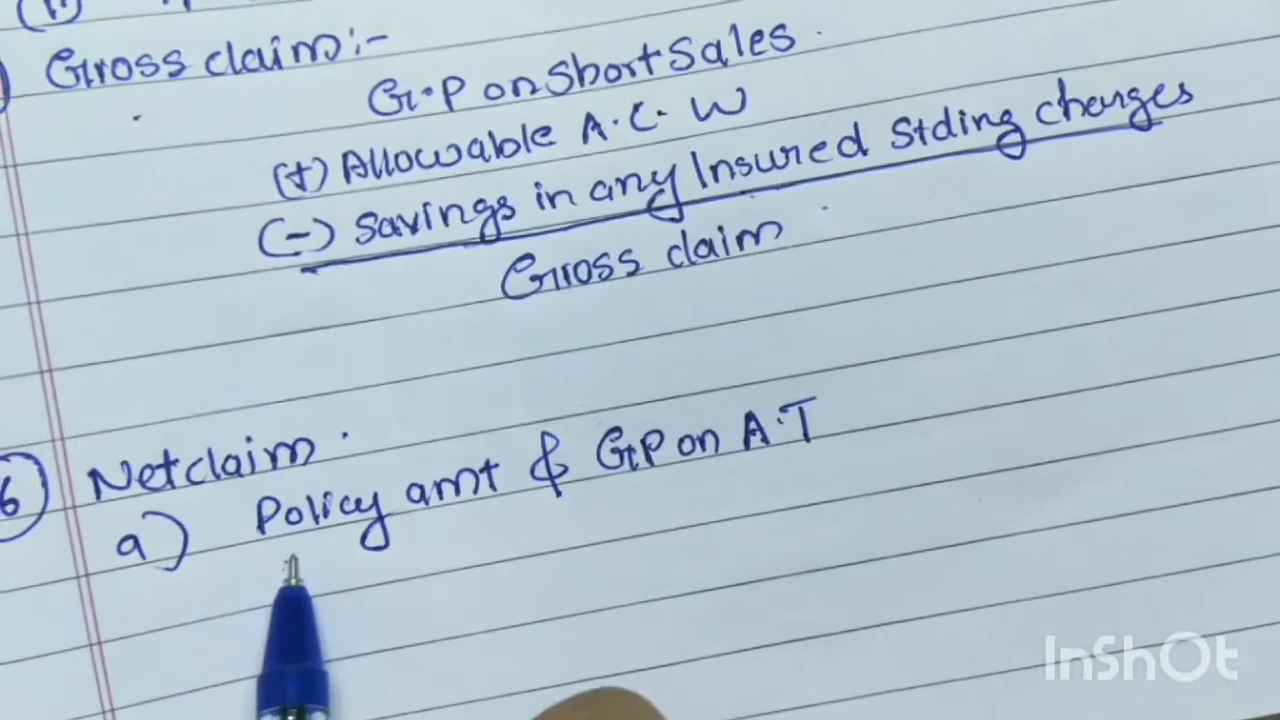 Gross claim:-
G.P on Short Sales
(+) Allowable A.C.W
(-) Savings in any Insured Stding charges
Gross claim
6 Netclaim.
a) Policy amt & GP on A.T
InShOt